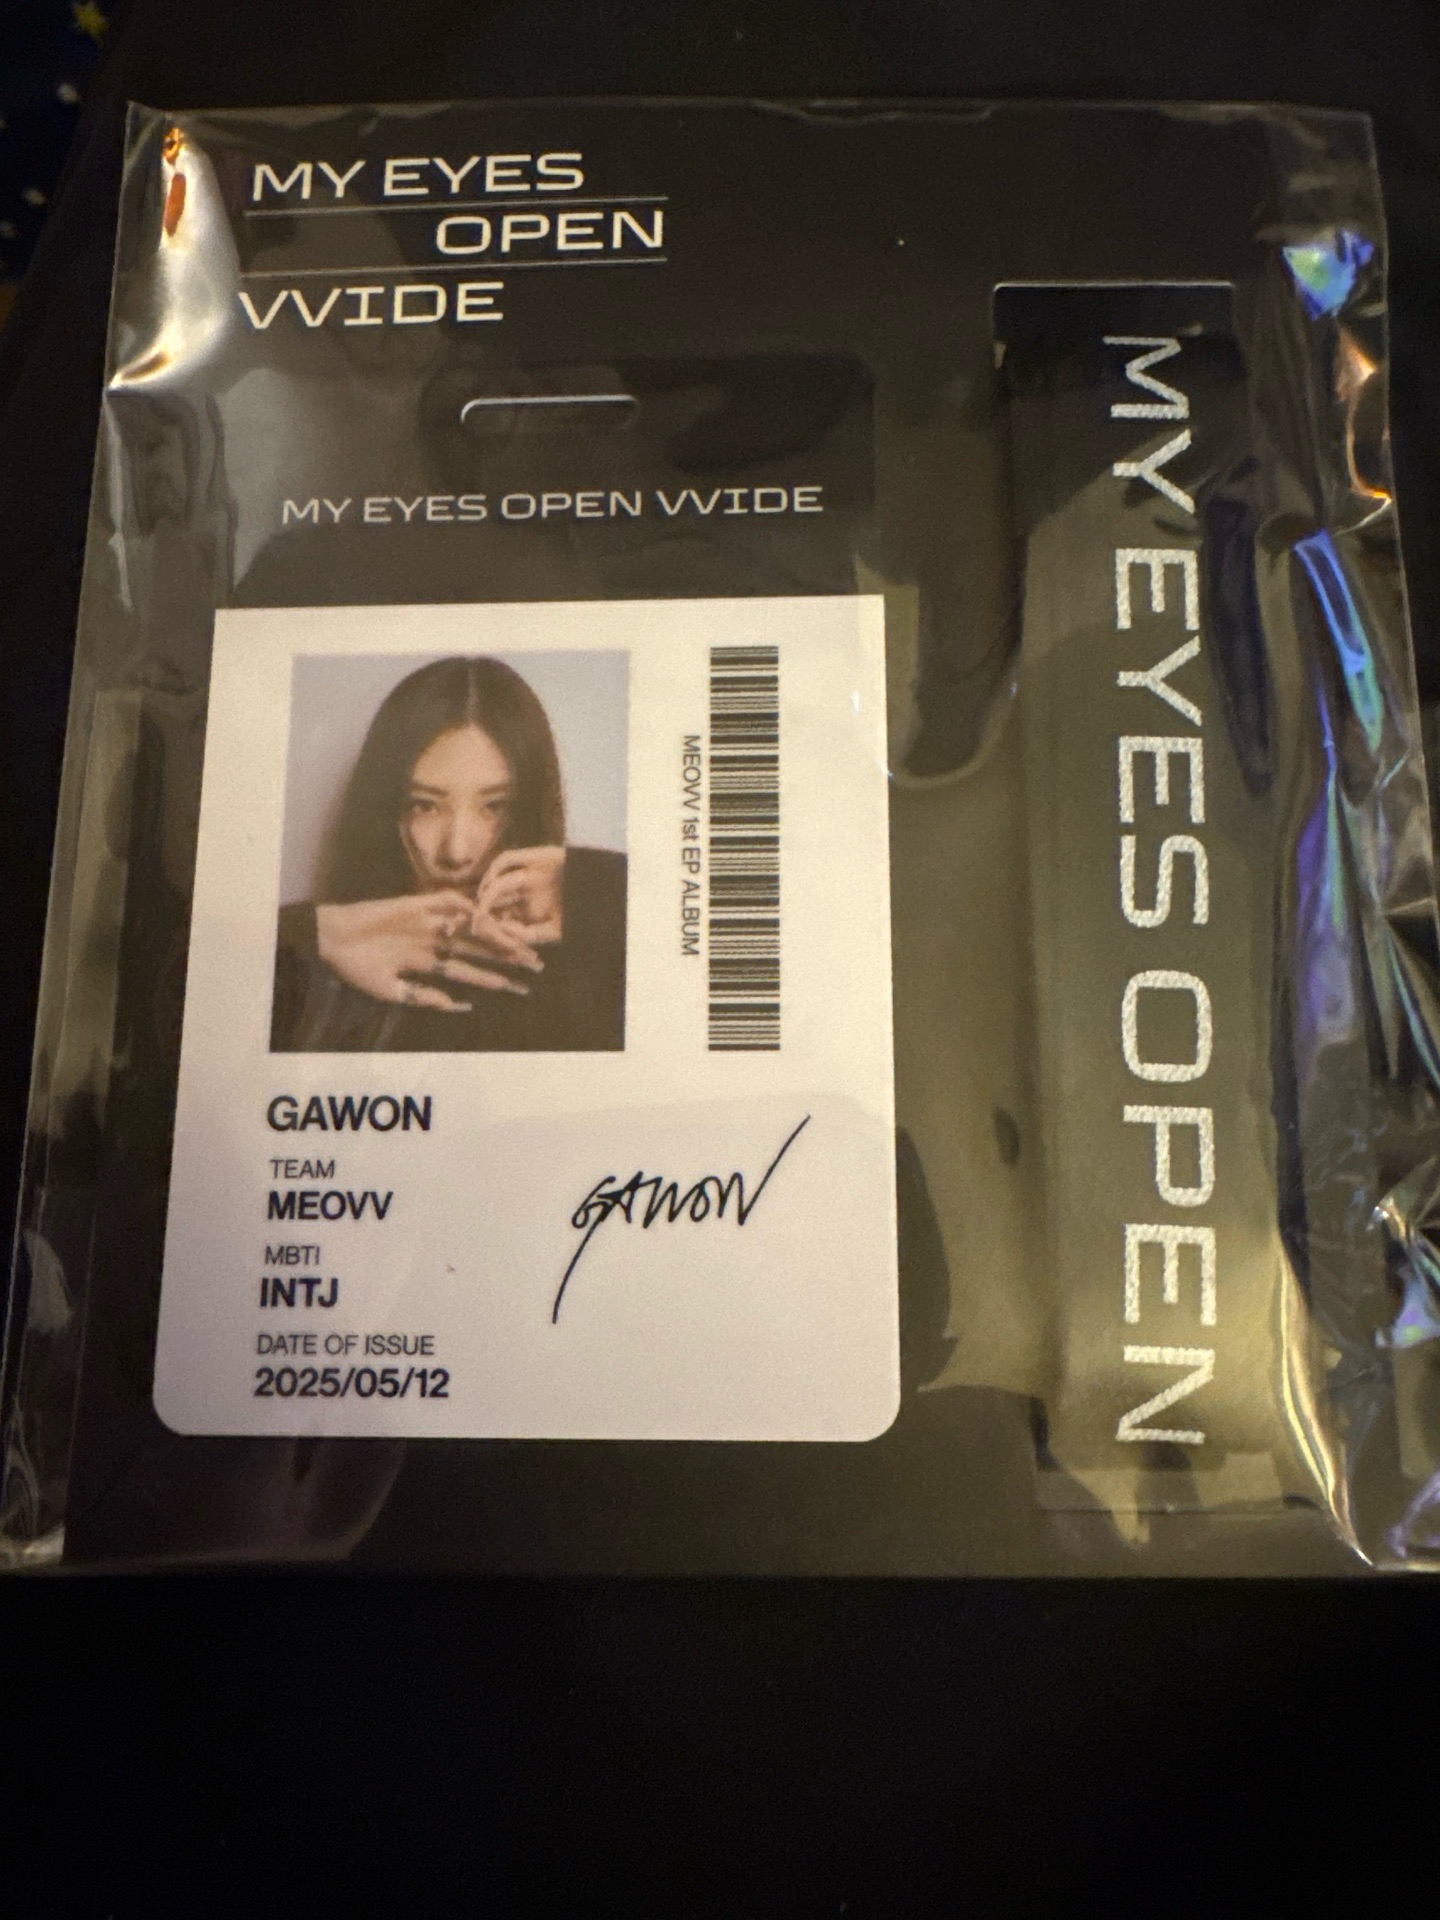 MY EYES
OPEN
VVIDE
MY EYES OPEN VVIDE
MEOVV 1st EP ALBUM
GAWON
TEAM
MEOVV
MBTI
INTJ
DATE OF ISSUE
2025/05/12
GAWON
MY EYES OPEN